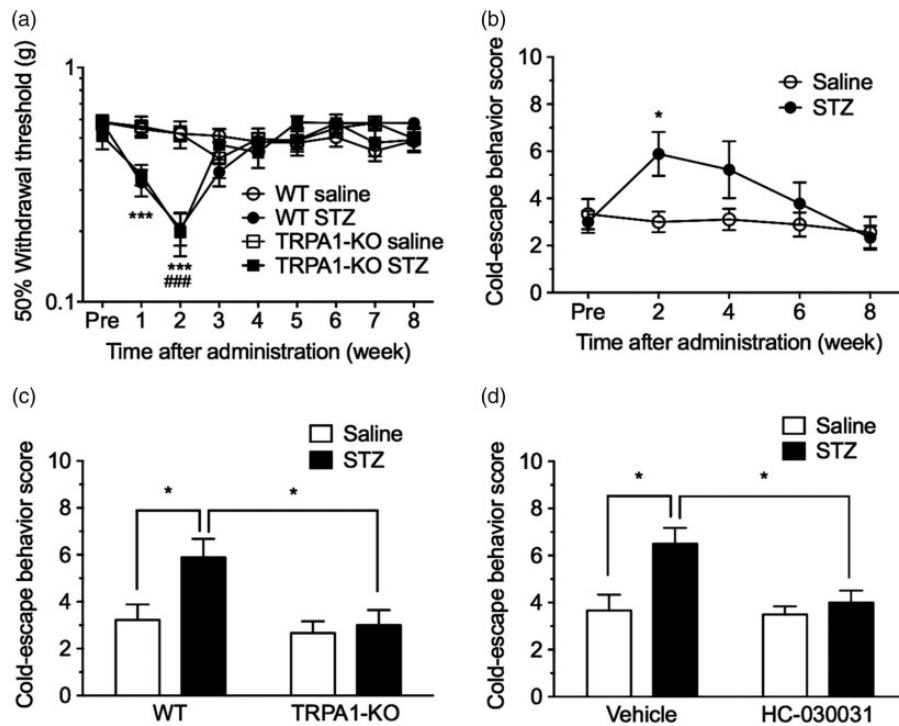 (a)
50% Withdrawal threshold (g)
1
0.1
***
***
###
WT saline
WT STZ
TRPA1-KO saline
TRPA1-KO STZ
Pre 1 2 3 4 5 6 7 8
Time after administration (week)
(b)
Cold-escape behavior score
10
8
6
4
2
0
Saline
STZ
*
Pre 2 4 6 8
Time after administration (week)
(c)
Cold-escape behavior score
Saline
STZ
10
8
6
4
2
0
*
*
WT TRPA1-KO
(d)
Cold-escape behavior score
Saline
STZ
10
8
6
4
2
0
*
*
Vehicle HC-030031